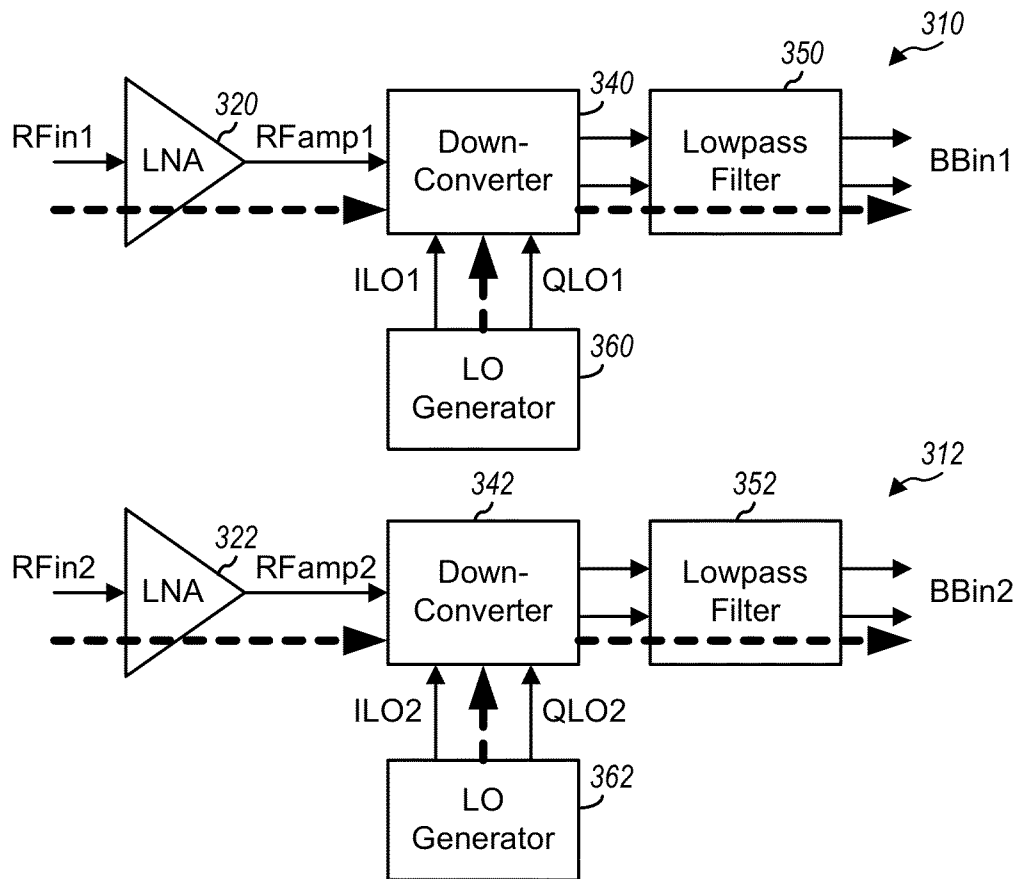 310
320
340
350
RFin1
LNA
RFamp1
Down-
Converter
Lowpass
Filter
BBin1
ILO1
QLO1
360
LO
Generator
312
322
342
352
RFin2
LNA
RFamp2
Down-
Converter
Lowpass
Filter
BBin2
ILO2
QLO2
362
LO
Generator